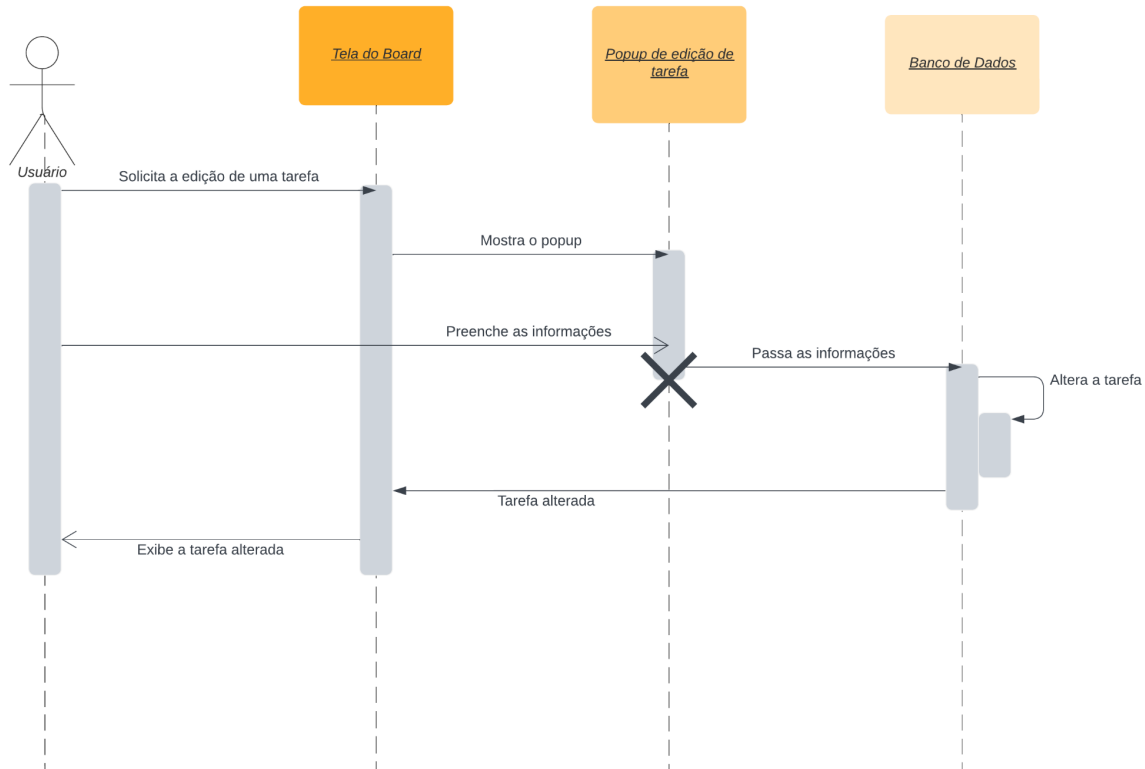 Tela do Board
Popup de edição de
tarefa
Banco de Dados
Usuário
Solicita a edição de uma tarefa
Mostra o popup
Preenche as informações
Passa as informações
Altera a tarefa
Tarefa alterada
Exibe a tarefa alterada